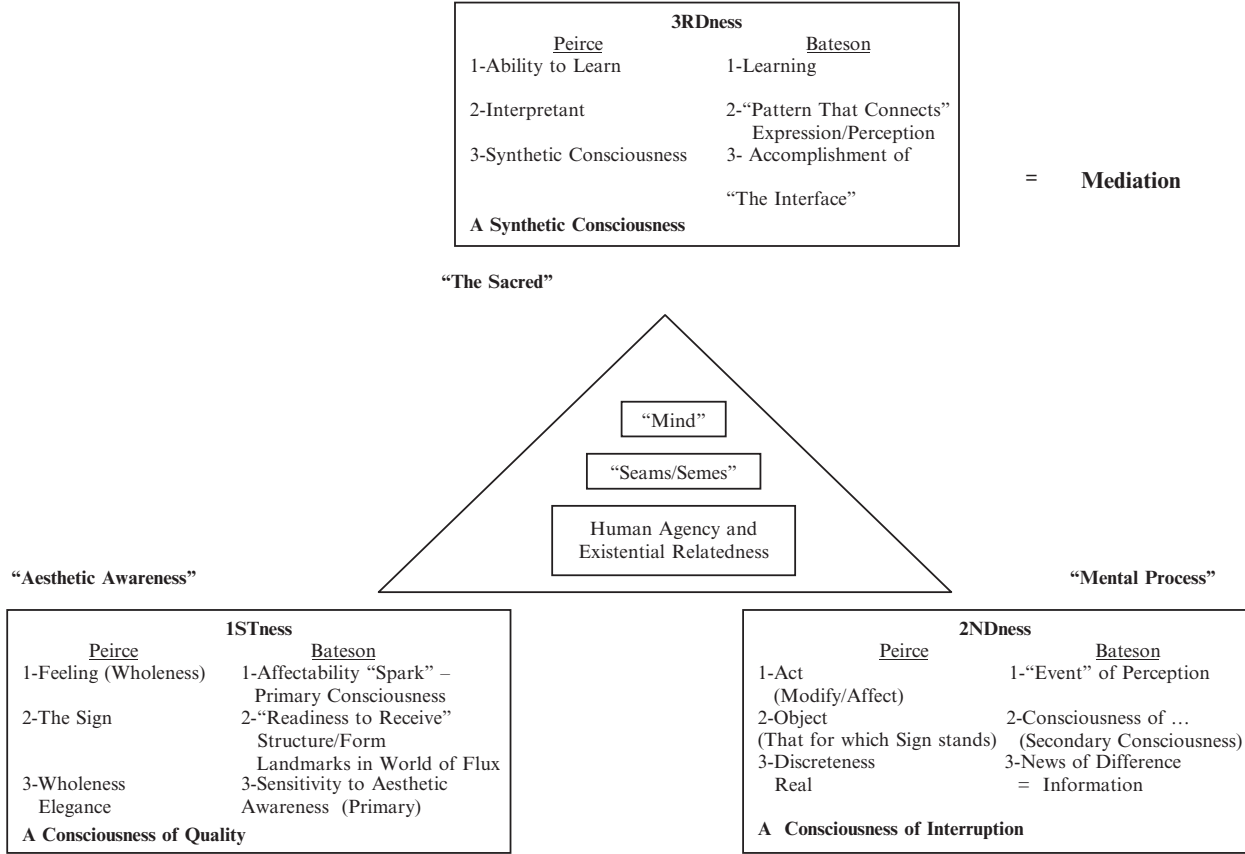 3RDness
Peirce Bateson
1-Ability to Learn 1-Learning
2-Interpretant 2-“Pattern That Connects”
Expression/Perception
3-Synthetic Consciousness 3- Accomplishment of
“The Interface”
A Synthetic Consciousness
= Mediation
“The Sacred”
“Mind”
“Seams/Semes”
Human Agency and
Existential Relatedness
“Aesthetic Awareness”
“Mental Process”
1STness
Peirce Bateson
1-Feeling (Wholeness) 1-Affectability “Spark” –
Primary Consciousness
2-The Sign 2-“Readiness to Receive”
Structure/Form
Landmarks in World of Flux
3-Wholeness 3-Sensitivity to Aesthetic
Elegance Awareness (Primary)
A Consciousness of Quality
2NDness
Peirce Bateson
1-Act 1-“Event” of Perception
(Modify/Affect)
2-Object 2-Consciousness of …
(That for which Sign stands) (Secondary Consciousness)
3-Discreteness 3-News of Difference
Real = Information
A Consciousness of Interruption